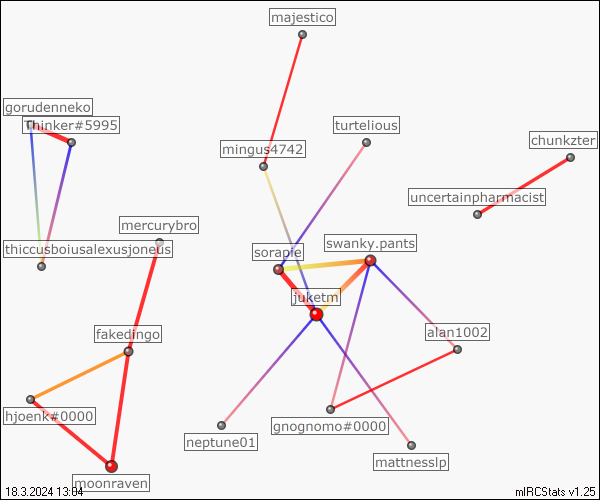 majestico
gorudenneko
Thinker#5995
turtelious
chunkzter
mingus4742
uncertainpharmacist
mercurybro
thiccusboiusalexusjoneus
sorapie
swanky.pants
juketm
fakedingo
alan1002
hjoenk#0000
gnognomo#0000
neptune01
mattnesslp
moonraven
18.3.2024 13:04
mIRCStats v1.25